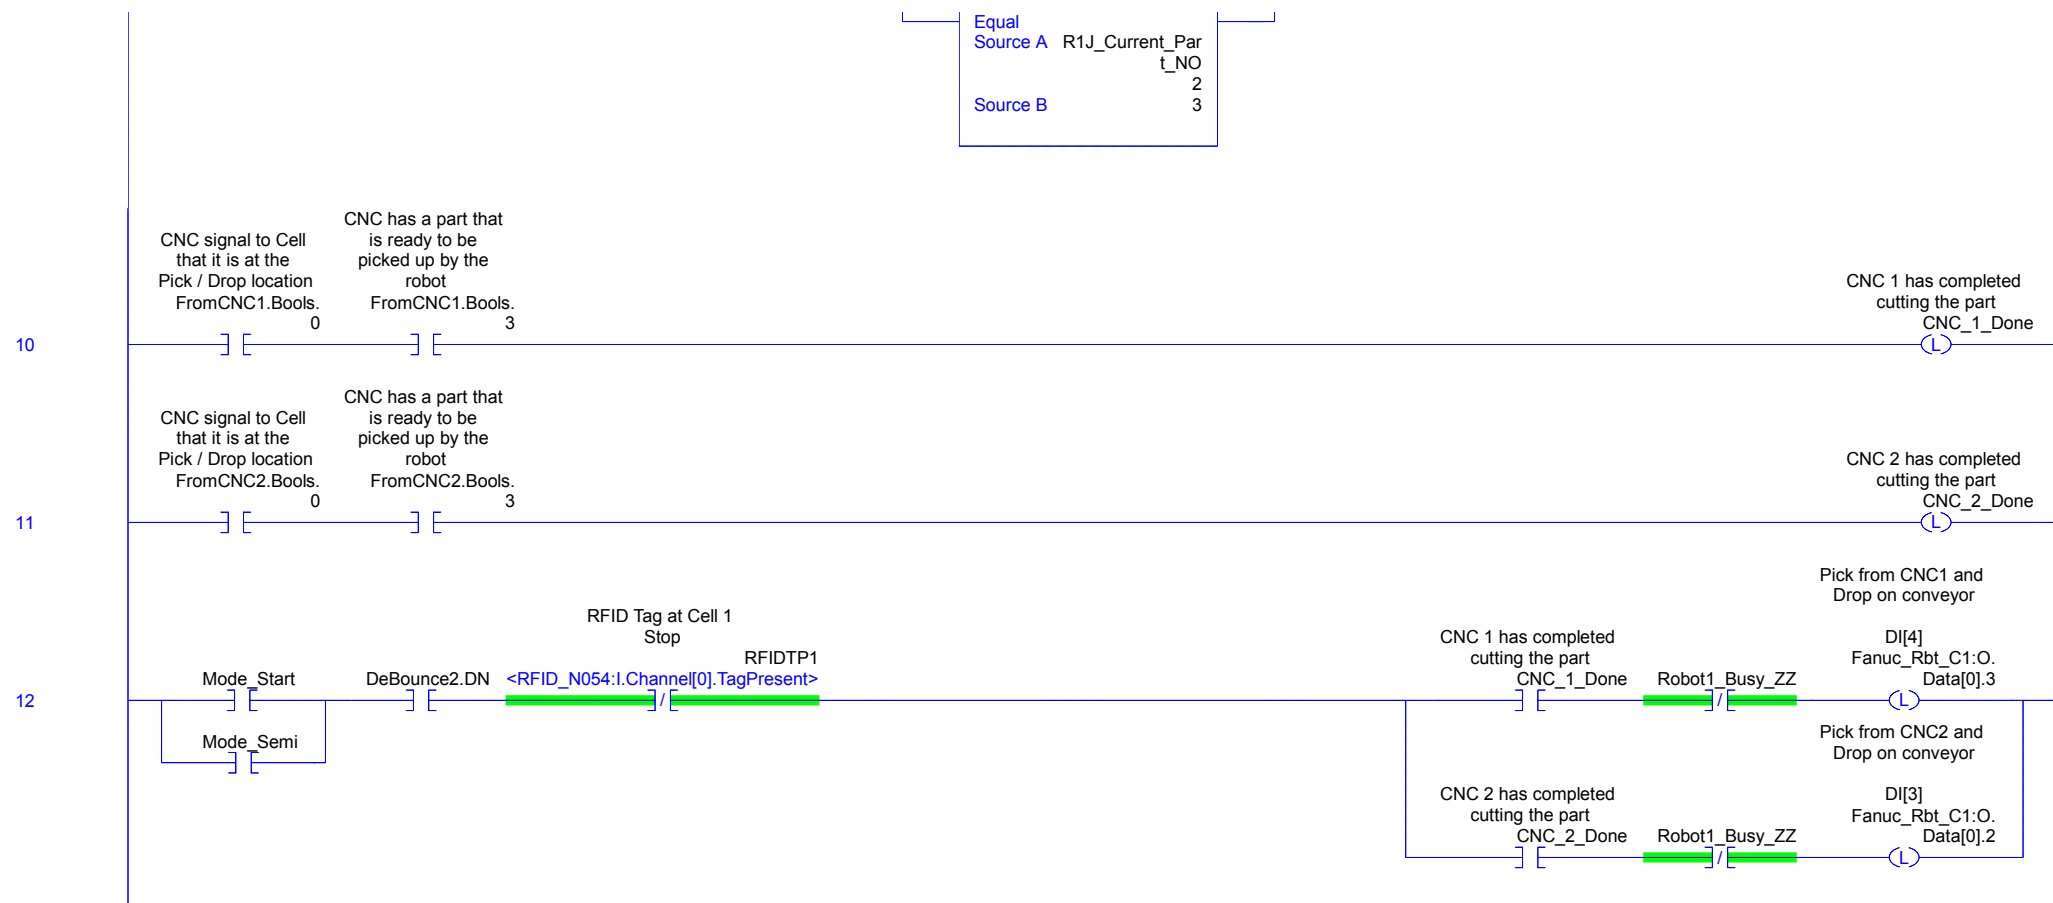 Equal
Source A R1J_Current_Par
t_NO
2
Source B 3
CNC signal to Cell
that it is at the
Pick / Drop location
FromCNC1.Bools.
0
CNC has a part that
is ready to be
picked up by the
robot
FromCNC1.Bools.
3
CNC 1 has completed
cutting the part
CNC_1_Done
10
L
CNC signal to Cell
that it is at the
Pick / Drop location
FromCNC2.Bools.
0
CNC has a part that
is ready to be
picked up by the
robot
FromCNC2.Bools.
3
CNC 2 has completed
cutting the part
CNC_2_Done
11
L
12
Mode_Start
Mode_Semi
DeBounce2.DN
RFID Tag at Cell 1
Stop
RFIDTP1
<RFID_N054:I.Channel[0].TagPresent>
/
CNC 1 has completed
cutting the part
CNC_1_Done
Robot1_Busy_ZZ
/
Pick from CNC1 and
Drop on conveyor
DI[4]
Fanuc_Rbt_C1:O.
Data[0].3
L
CNC 2 has completed
cutting the part
CNC_2_Done
Robot1_Busy_ZZ
/
Pick from CNC2 and
Drop on conveyor
DI[3]
Fanuc_Rbt_C1:O.
Data[0].2
L